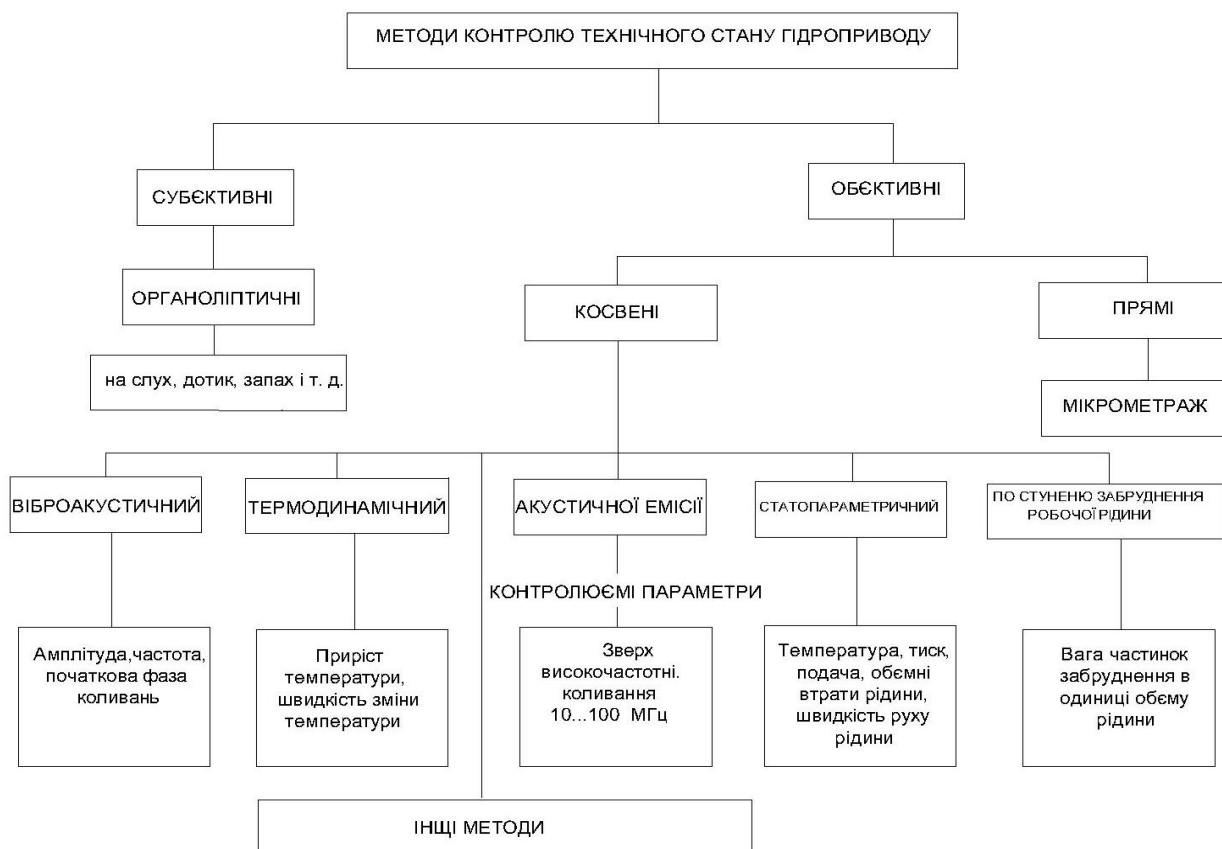 МЕТОДИ КОНТРОЛЮ ТЕХНІЧНОГО СТАНУ ГІДРОПРИВОДУ
СУБЄКТИВНІ
ОБЄКТИВНІ
ОРГАНОЛІПТИЧНІ
КОСВЕНІ
ПРЯМІ
на слух, дотик, запах і т. д.
МІКРОМЕТРАЖ
ВІБРОАКУСТИЧНИЙ
ТЕРМОДИНАМІЧНИЙ
АКУСТИЧНОЇ ЕМІСІЇ
СТАТОПАРАМЕТРИЧНИЙ
ПО СТУНЕНЮ ЗАБРУДНЕННЯ
РОБОЧОЇ РІДИНИ
КОНТРОЛЮЄМІ ПАРАМЕТРИ
Амплітуда,частота,
початкова фаза
коливань
Приріст
температури,
швидкість зміни
температури
Зверх
високочастотні.
коливання
10...100 МГц
Температура, тиск,
подача, обємні
втрати рідини,
швидкість руху
рідини
Вага частинок
забруднення в
одиниці обєму
рідини
ІНЩІ МЕТОДИ